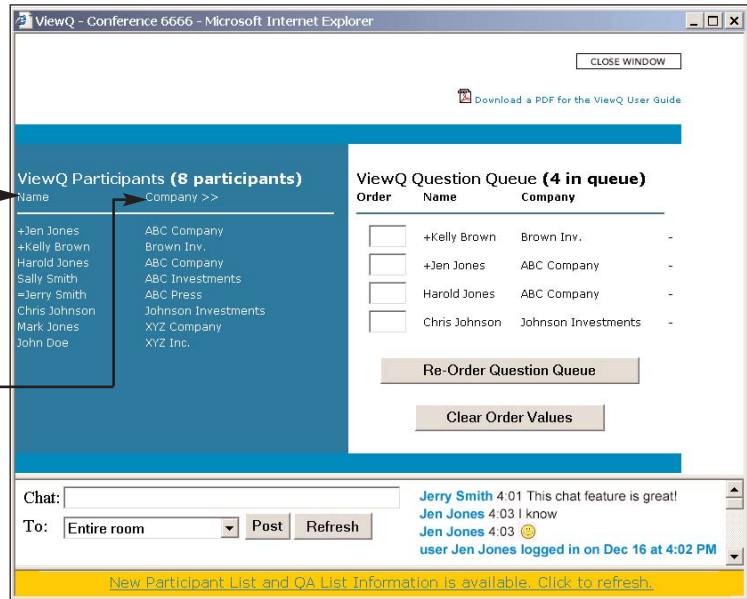 ViewQ - Conference 6666 - Microsoft Internet Explorer
CLOSE WINDOW
Download a PDF for the ViewQ User Guide
ViewQ Participants (8 participants)
Name Company >>
+Jen Jones ABC Company
+Kelly Brown Brown Inv.
Harold Jones ABC Company
Sally Smith ABC Investments
=Jerry Smith ABC Press
Chris Johnson Johnson Investments
Mark Jones XYZ Company
John Doe XYZ Inc.
ViewQ Question Queue (4 in queue)
Order Name Company
+Kelly Brown Brown Inv. -
+Jen Jones ABC Company -
Harold Jones ABC Company -
Chris Johnson Johnson Investments -
Re-Order Question Queue
Clear Order Values
Chat:
To: Entire room Post Refresh
Jerry Smith 4:01 This chat feature is great!
Jen Jones 4:03 I know
Jen Jones 4:03
user Jen Jones logged in on Dec 16 at 4:02 PM
New Participant List and QA List Information is available. Click to refresh.